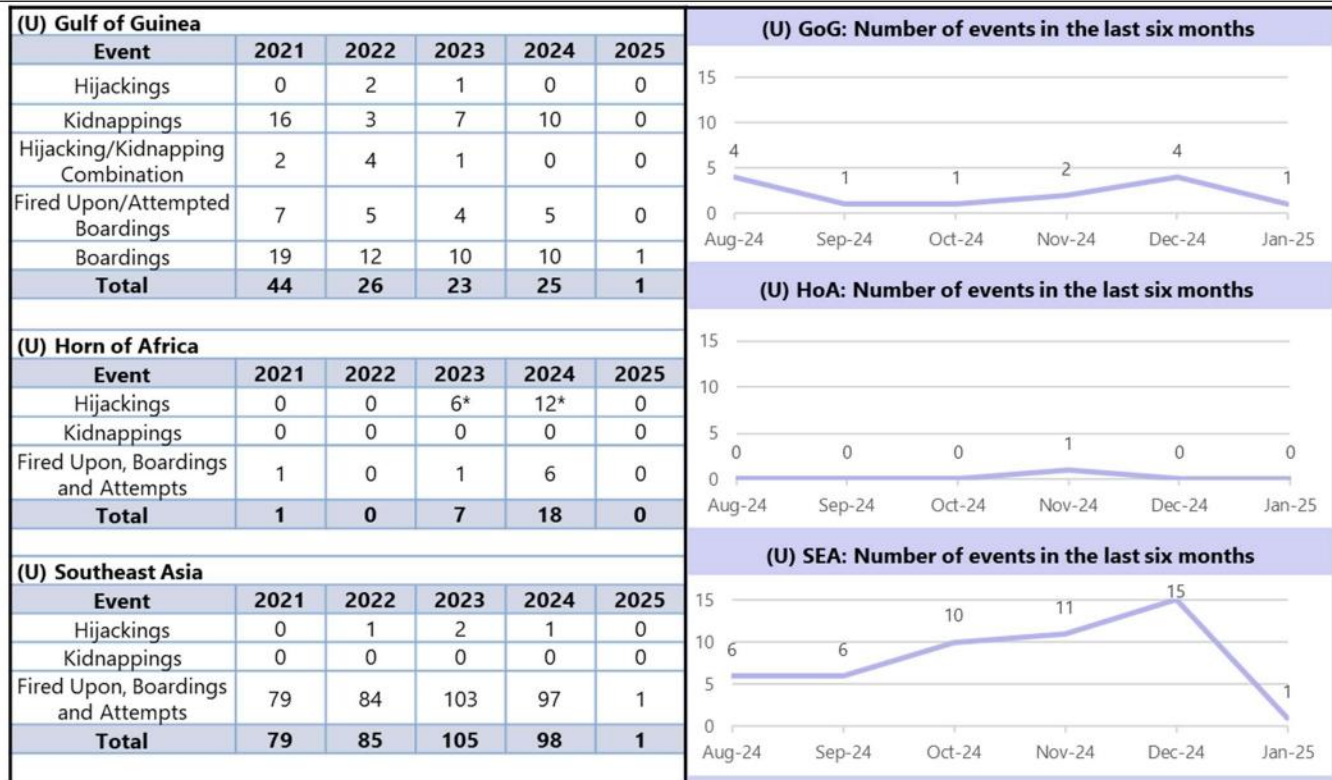 (U) Gulf of Guinea
Event 2021 2022 2023 2024 2025
Hijackings 0 2 1 0 0
Kidnappings 16 3 7 10 0
Hijacking/Kidnapping
Combination 2 4 1 0 0
Fired Upon/Attempted
Boardings 7 5 4 5 0
Boardings 19 12 10 10 1
Total 44 26 23 25 1
(U) Horn of Africa
Event 2021 2022 2023 2024 2025
Hijackings 0 0 6* 12* 0
Kidnappings 0 0 0 0 0
Fired Upon, Boardings
and Attempts 1 0 1 6 0
Total 1 0 7 18 0
(U) Southeast Asia
Event 2021 2022 2023 2024 2025
Hijackings 0 1 2 1 0
Kidnappings 0 0 0 0 0
Fired Upon, Boardings
and Attempts 79 84 103 97 1
Total 79 85 105 98 1
(U) GoG: Number of events in the last six months
15
10
5
0
4 1 1 2 4 1
Aug-24 Sep-24 Oct-24 Nov-24 Dec-24 Jan-25
(U) HoA: Number of events in the last six months
15
10
5
0
0 0 0 1 0 0
Aug-24 Sep-24 Oct-24 Nov-24 Dec-24 Jan-25
(U) SEA: Number of events in the last six months
15
10
5
0
6 6 10 11 15 1
Aug-24 Sep-24 Oct-24 Nov-24 Dec-24 Jan-25